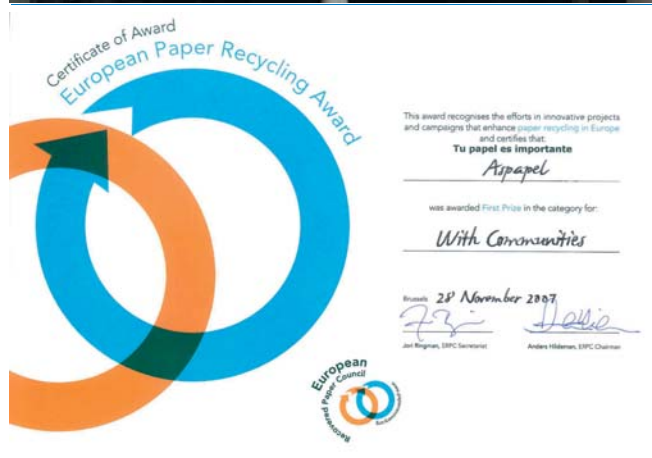 Certificate of Award
European Paper Recycling Award
This award recognises the efforts in innovative projects
and campaigns that enhance paper recycling in Europe
and certifies that:
Tu papel es importante
Aspapel
was awarded First Prize in the category for:
With Communities
Brussels 28 November 2007
Jori Ringman, ERPC Secretariat
Anders Hildeman, ERPC Chairman
European
Recovered Paper Council